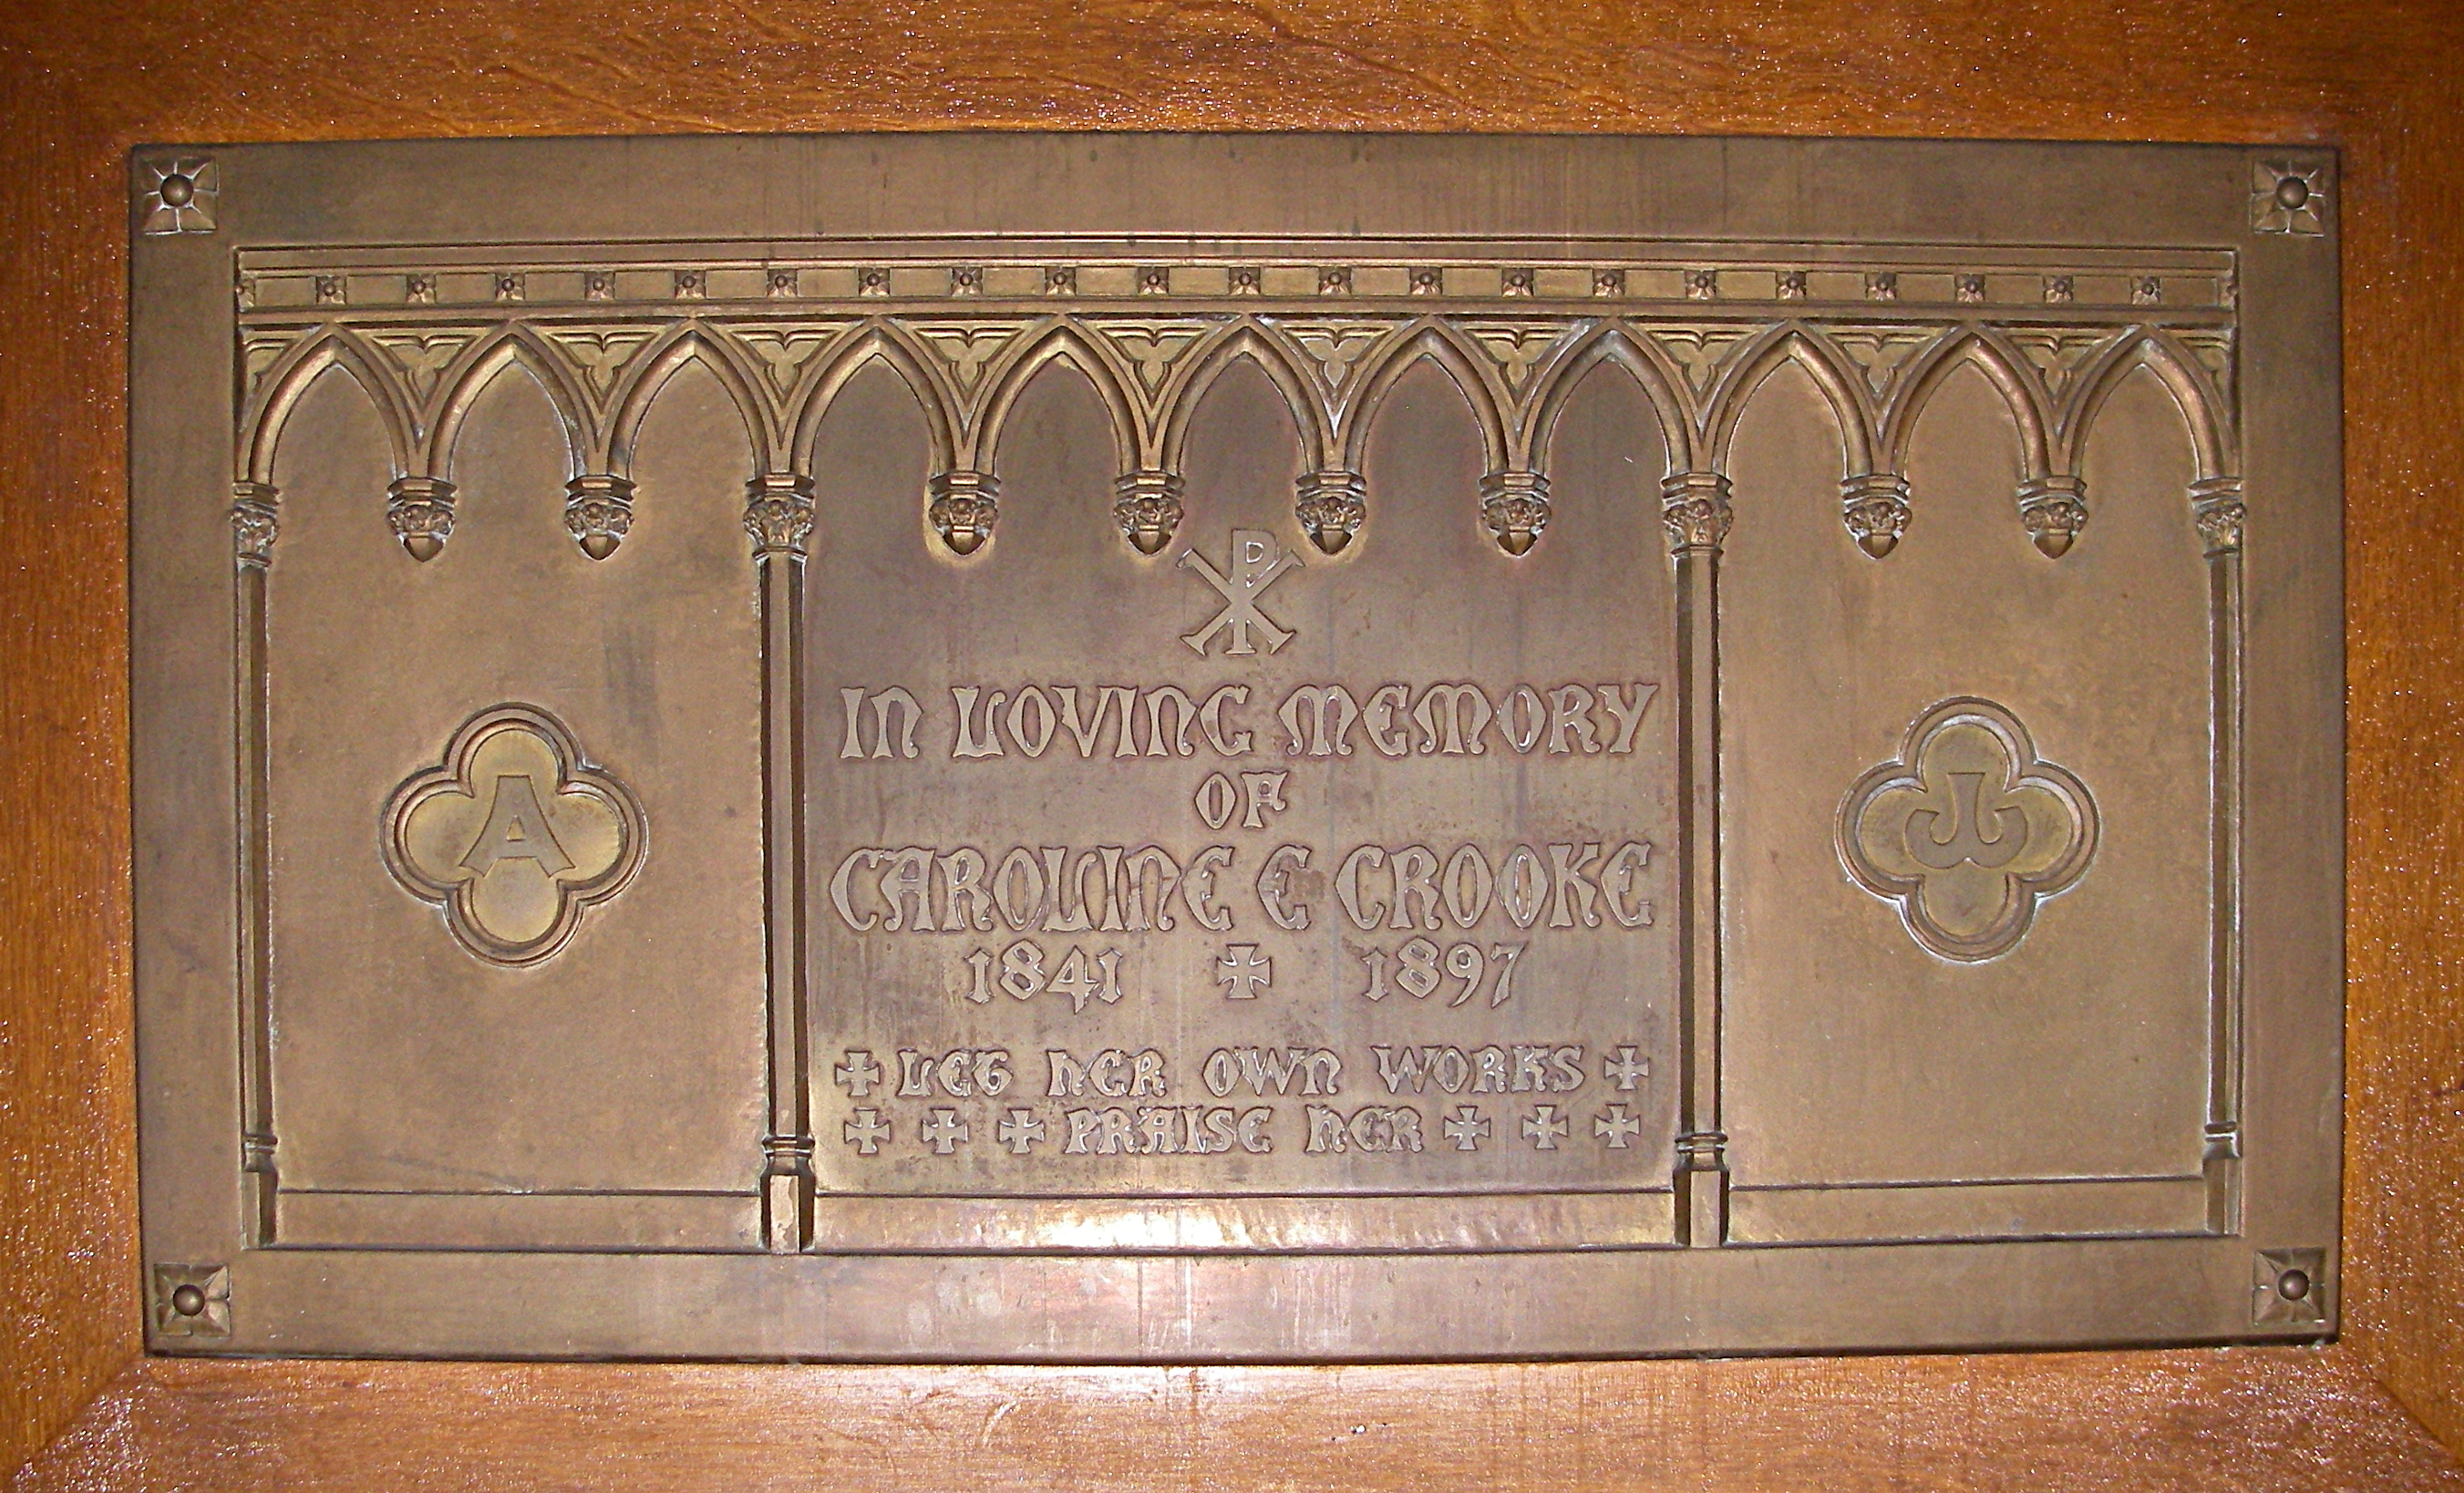 ☧
IN LOVING MEMORY
OF
CAROLINE E CROOKE
1841 ✠ 1897
✠ LET HER OWN WORKS ✠
✠ ✠ ✠ PRAISE HER ✠ ✠ ✠
A
ω